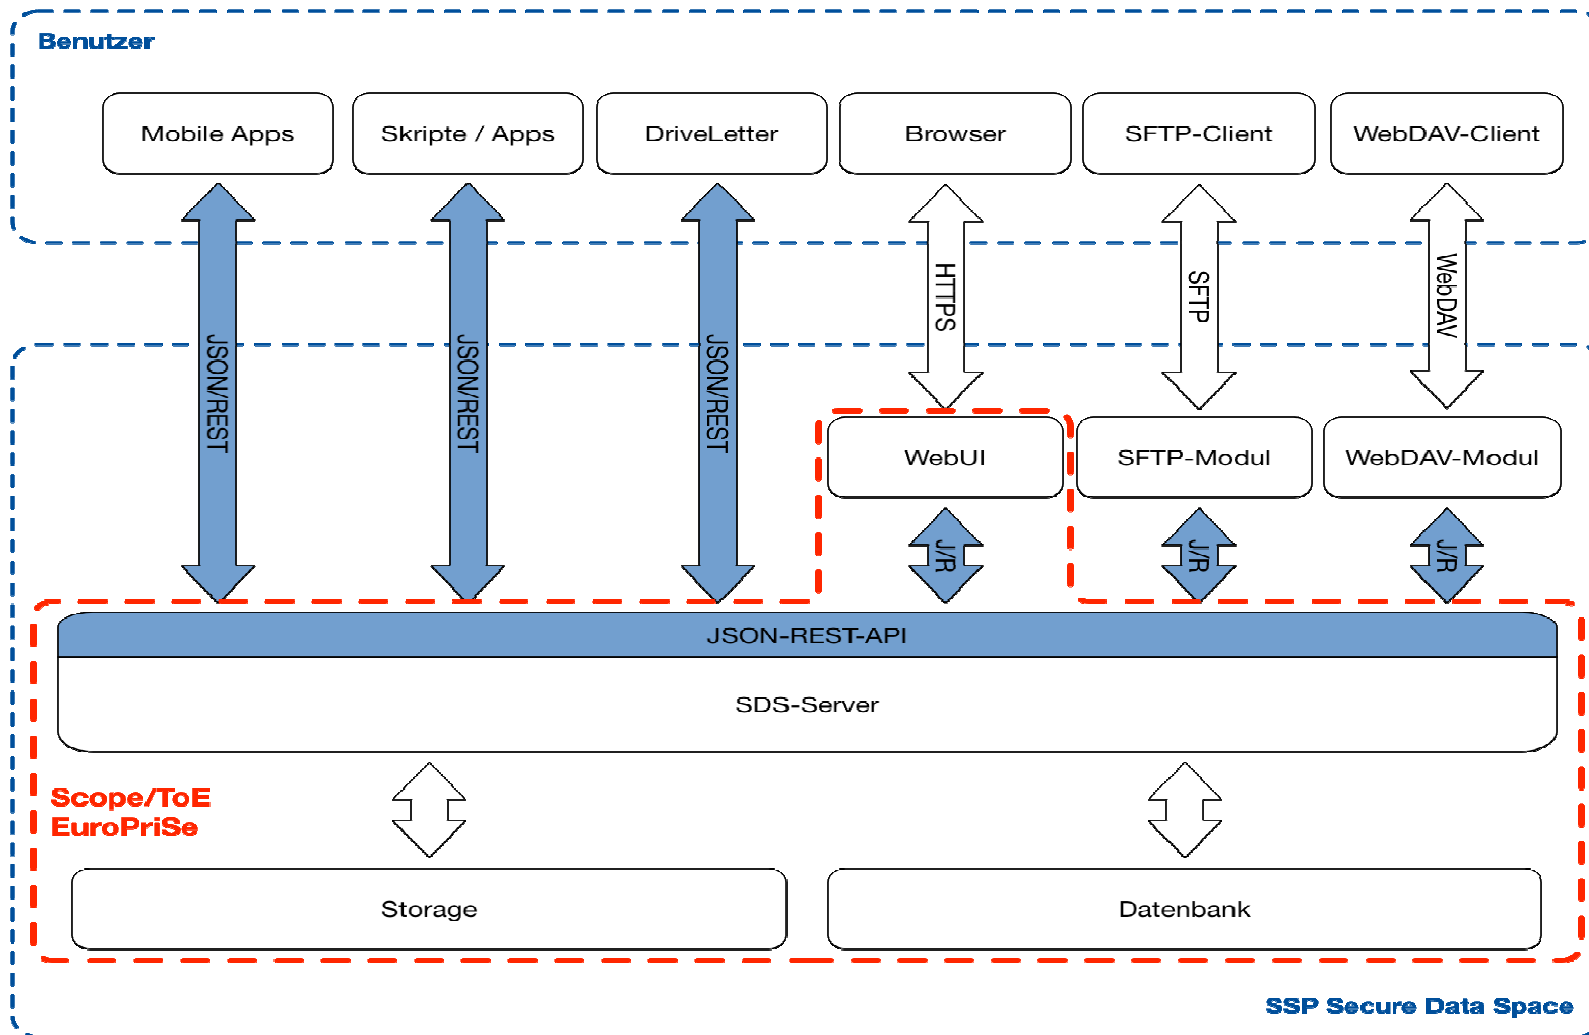 Benutzer
Mobile Apps
Skripte / Apps
DriveLetter
Browser
SFTP-Client
WebDAV-Client
JSON/REST
JSON/REST
JSON/REST
HTTPS
SFTP
WebDAV
WebUI
SFTP-Modul
WebDAV-Modul
J/R
J/R
J/R
JSON-REST-API
SDS-Server
Scope/ToE
EuroPriSe
Storage
Datenbank
SSP Secure Data Space